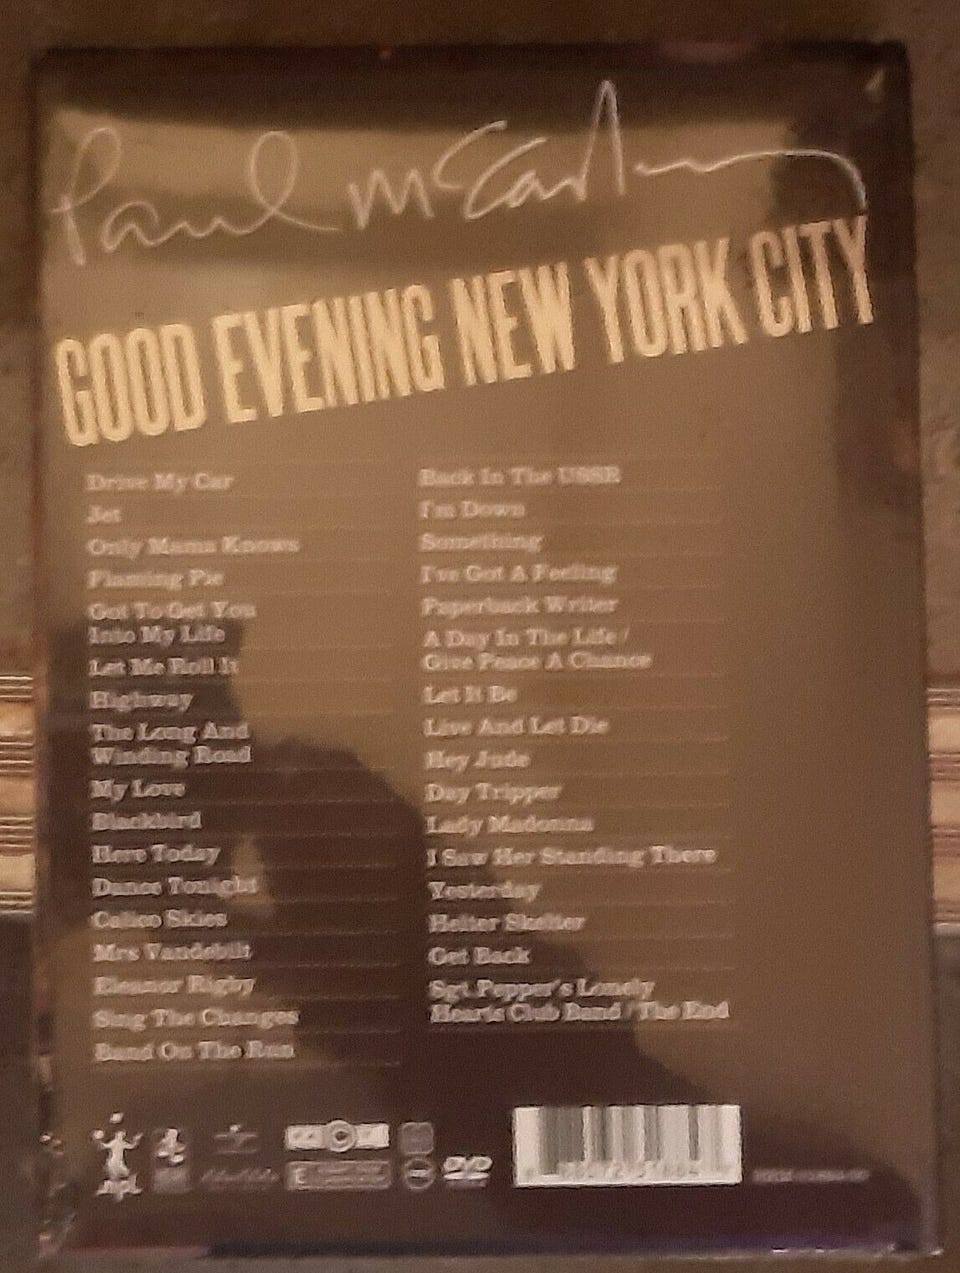 Paul McCartney
GOOD EVENING NEW YORK CITY
Drive My Car
Jet
Only Mama Knows
Flaming Pie
Got To Get You
Into My Life
Let Me Roll It
Highway
The Long And
Winding Road
My Love
Blackbird
Here Today
Dance Tonight
Calico Skies
Mrs Vandebilt
Eleanor Rigby
Sing The Changes
Band On The Run
Back In The USSR
I'm Down
Something
I've Got A Feeling
Paperback Writer
A Day In The Life /
Give Peace A Chance
Let It Be
Live And Let Die
Hey Jude
Day Tripper
Lady Madonna
I Saw Her Standing There
Yesterday
Helter Skelter
Get Back
Sgt Pepper's Lonely
Hearts Club Band / The End
MPL
E
DVD